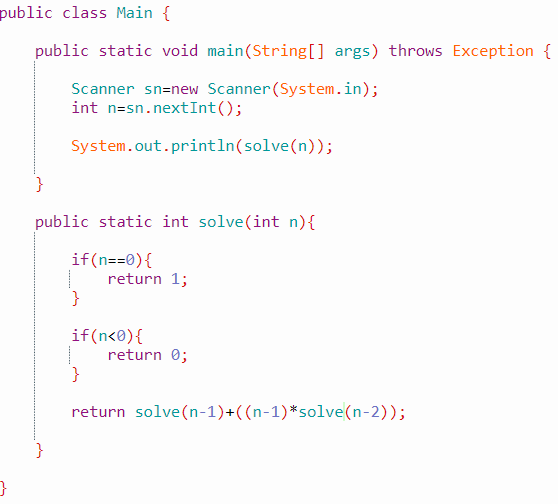 public class Main {
public static void main(String[] args) throws Exception {
Scanner sn=new Scanner(System.in);
int n=sn.nextInt();
System.out.println(solve(n));
}
public static int solve(int n){
if(n==0){
return 1;
}
if(n<0){
return 0;
}
return solve(n-1)+((n-1)*solve(n-2));
}
}